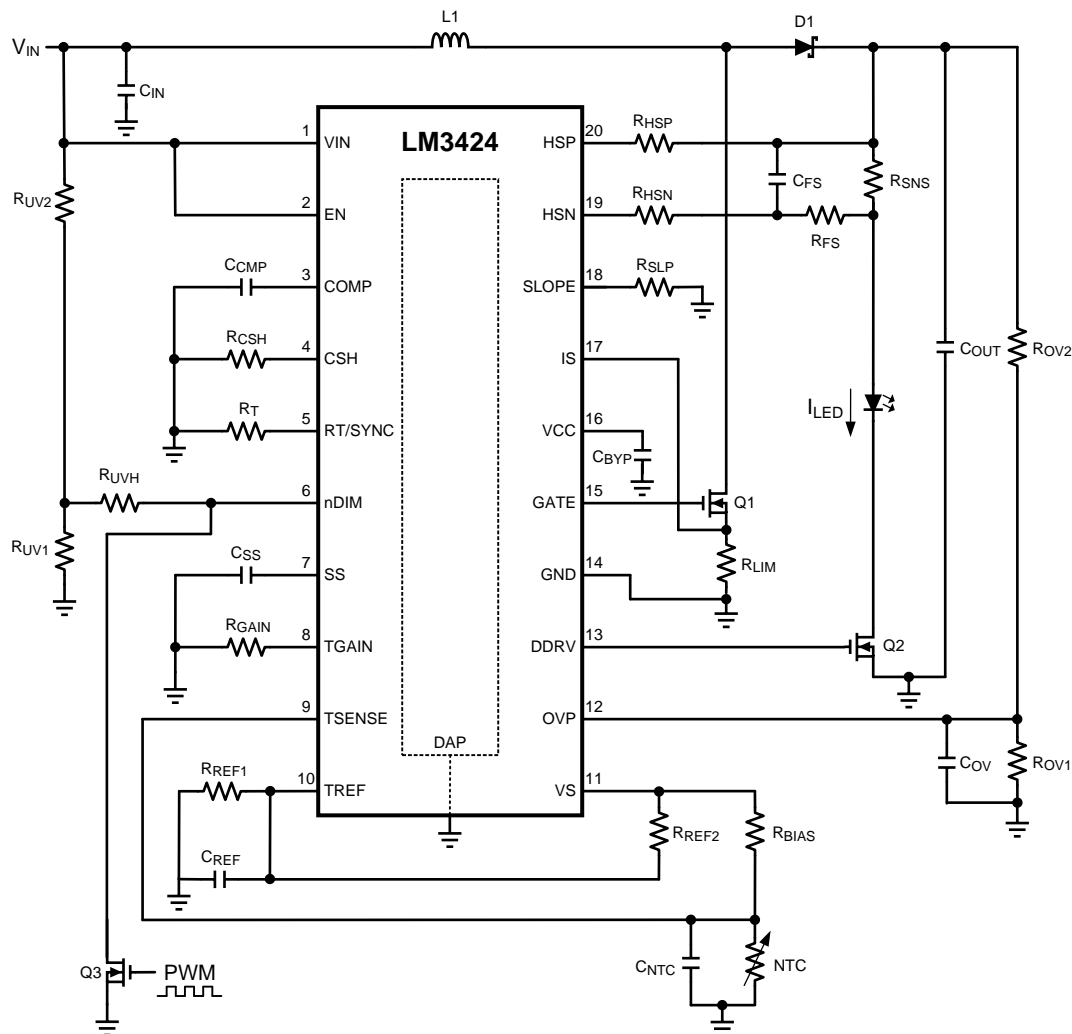 L1
D1
VIN
CIN
LM3424
1
VIN
HSP
20
RHSP
RSNS
CFS
RUV2
2
EN
HSN
19
RHSN
RFS
CCMP
3
COMP
SLOPE
18
RSLP
RCSH
4
CSH
IS
17
COUT
ROV2
RT
5
RT/SYNC
VCC
16
CBYP
ILED
RUVH
6
nDIM
GATE
15
Q1
RUV1
CSS
7
SS
GND
14
RLIM
RGAIN
8
TGAIN
DDRV
13
Q2
9
TSENSE
OVP
12
DAP
COV
ROV1
RREF1
10
TREF
VS
11
RREF2
RBIAS
CREF
CNTC
NTC
Q3
PWM